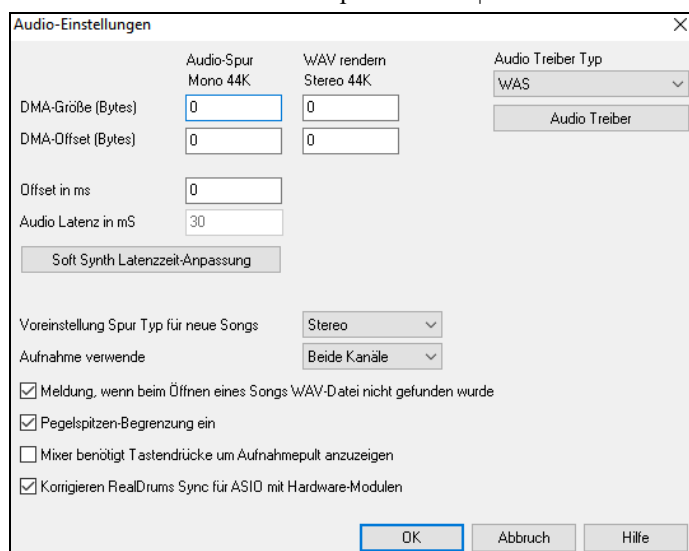 Audio-Einstellungen
Audio-Spur WAV rendern Audio Treiber Typ
Mono 44K Stereo 44K
WAS
DMA-Größe (Bytes) 0 0
Audio Treiber
DMA-Offset (Bytes) 0 0
Offset in ms 0
Audio Latenz in mS 30
Soft Synth Latenzzeit-Anpassung
Voreinstellung Spur Typ für neue Songs Stereo
Aufnahme verwende Beide Kanäle
Meldung, wenn beim Öffnen eines Songs WAV-Datei nicht gefunden wurde
Pegelspitzen-Begrenzung ein
Mixer benötigt Tastendrücke um Aufnahmepult anzuzeigen
Korrigieren RealDrums Sync für ASIO mit Hardware-Modulen
OK Abbruch Hilfe